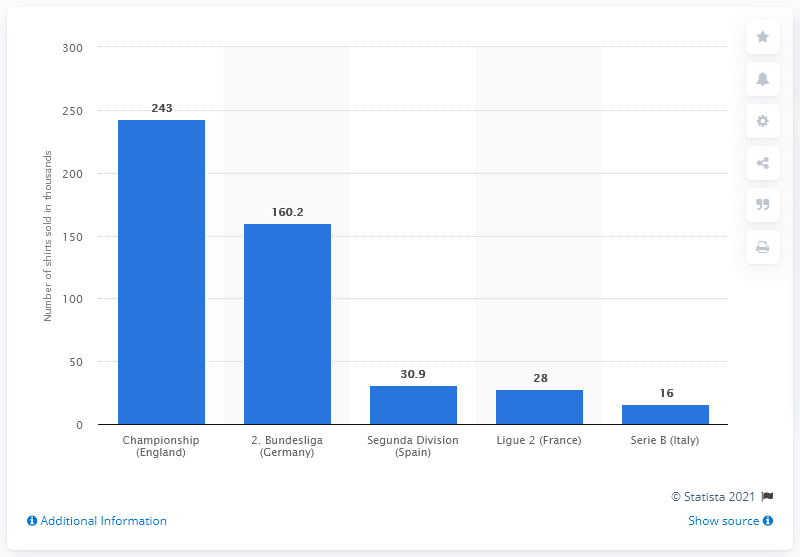 300
250
200
150
100
50
0
Number of shirts sold in thousands
243
160.2
30.9
28
16
Championship
(England)
2. Bundesliga
(Germany)
Segunda Division
(Spain)
Ligue 2 (France)
Serie B (Italy)
© Statista 2021
Additional Information
Show source